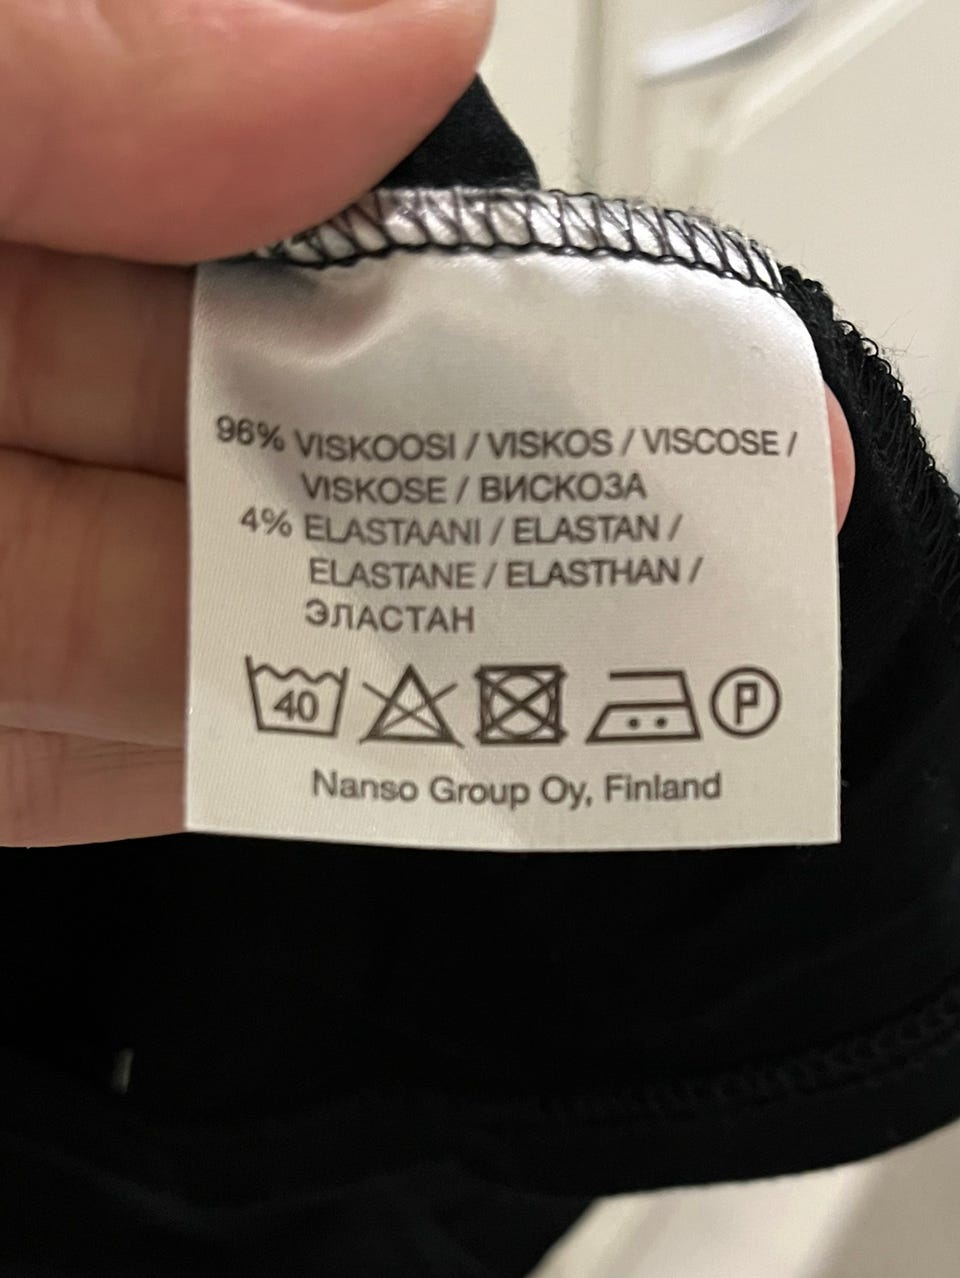 96% VISKOOSI / VISKOS / VISCOSE /
VISKOSE / ВИСКОЗА
4% ELASTAANI / ELASTAN /
ELASTANE / ELASTHAN /
ЭЛАСТАН
40 P
Nanso Group Oy, Finland